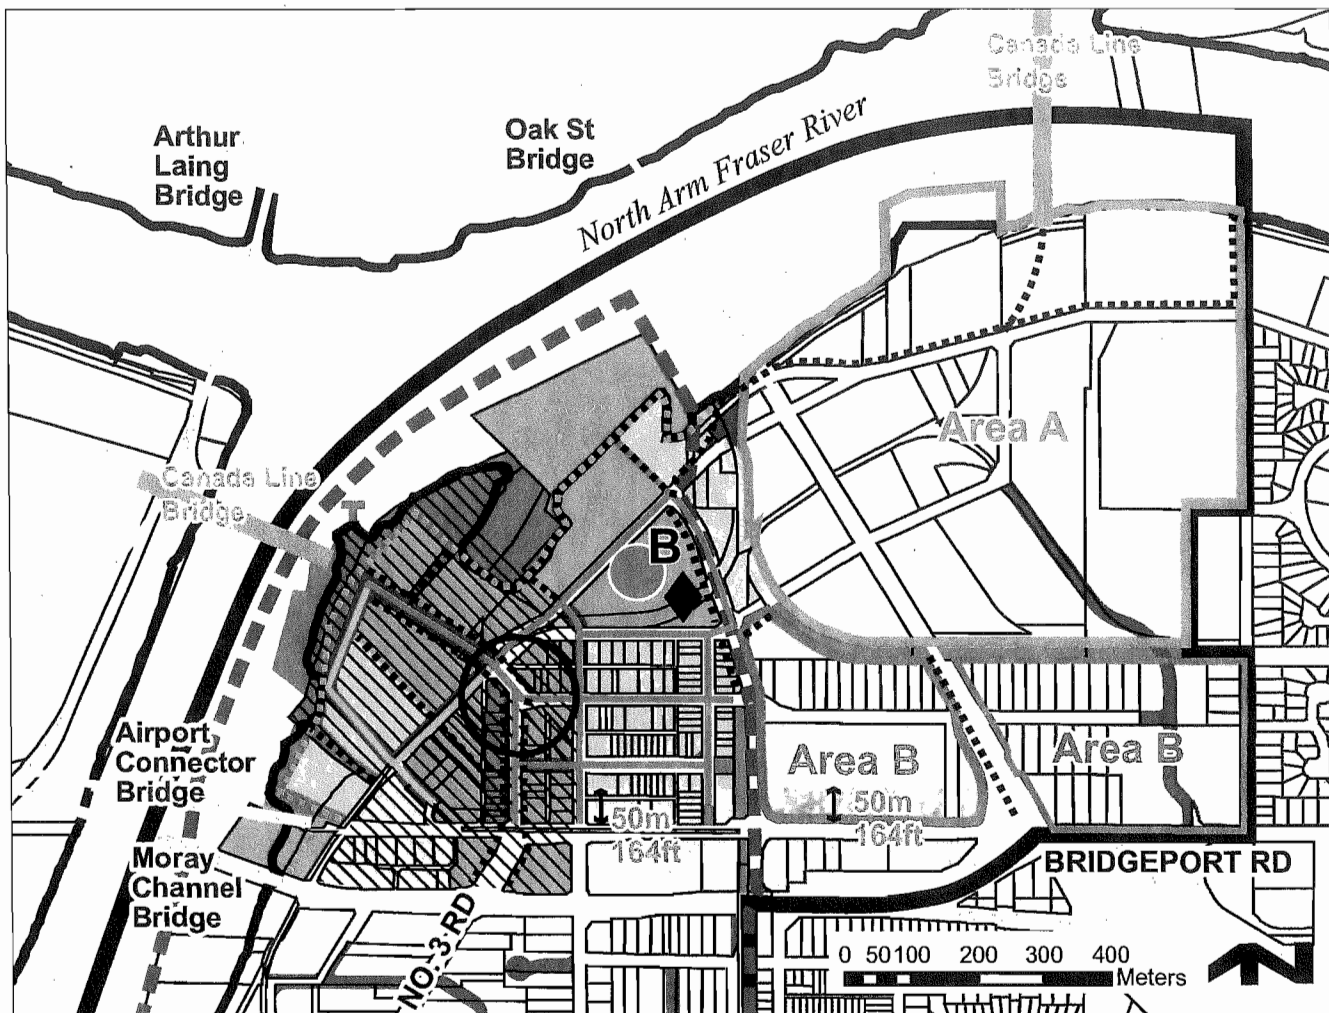 Canada Line
Bridge
Arthur
Laing
Bridge
Oak St
Bridge
North Arm Fraser River
Area A
Canada Line
Bridge
T
B
Airport
Connector
Bridge
Area B
Area B
50m
164ft
50m
164ft
Moray
Channel
Bridge
BRIDGEPORT RD
NO. 3 RD
0 50 100 200 300 400
Meters
N